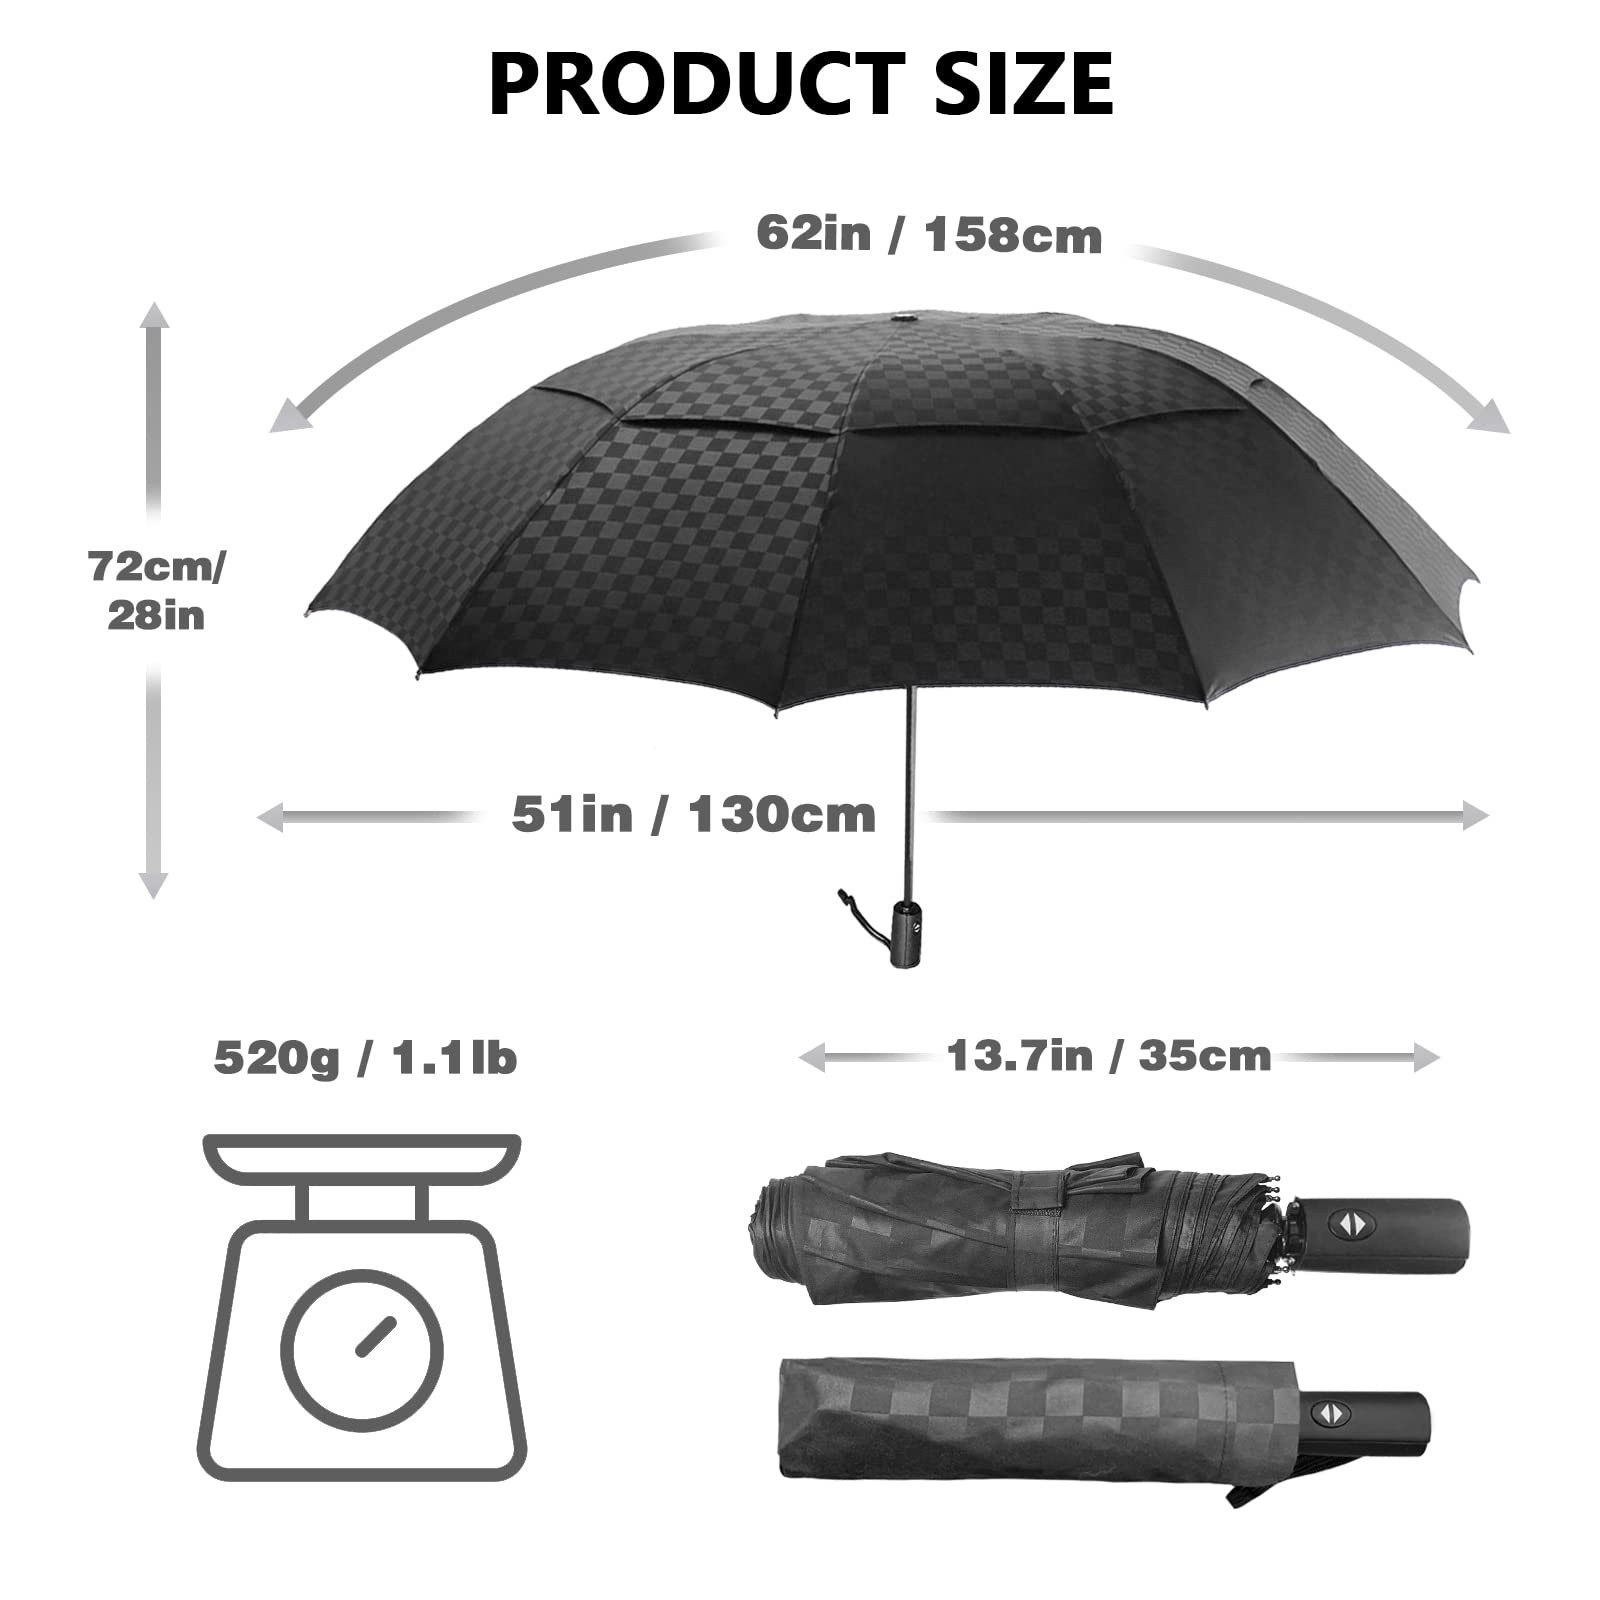 PRODUCT SIZE
62in / 158cm
72cm/
28in
51in / 130cm
520g / 1.1lb
13.7in / 35cm